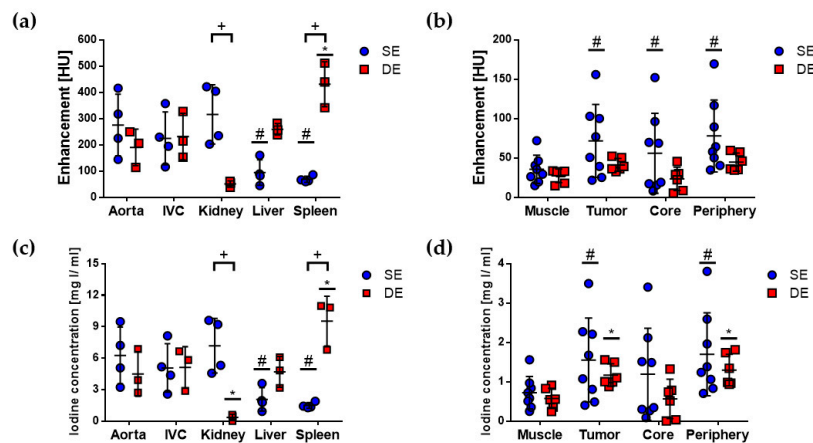 (a)
Enhancement [HU]
600
500
400
300
200
100
0
+
#
#
+
*
SE
DE
Aorta IVC Kidney Liver Spleen
(b)
Enhancement [HU]
200
150
100
50
0
#
#
#
SE
DE
Muscle Tumor Core Periphery
(c)
Iodine concentration [mg I/ ml]
15
12
9
6
3
0
+
*
#
#
+
*
SE
DE
Aorta IVC Kidney Liver Spleen
(d)
Iodine concentration [mg I/ ml]
4
3
2
1
0
#
*
#
*
SE
DE
Muscle Tumor Core Periphery